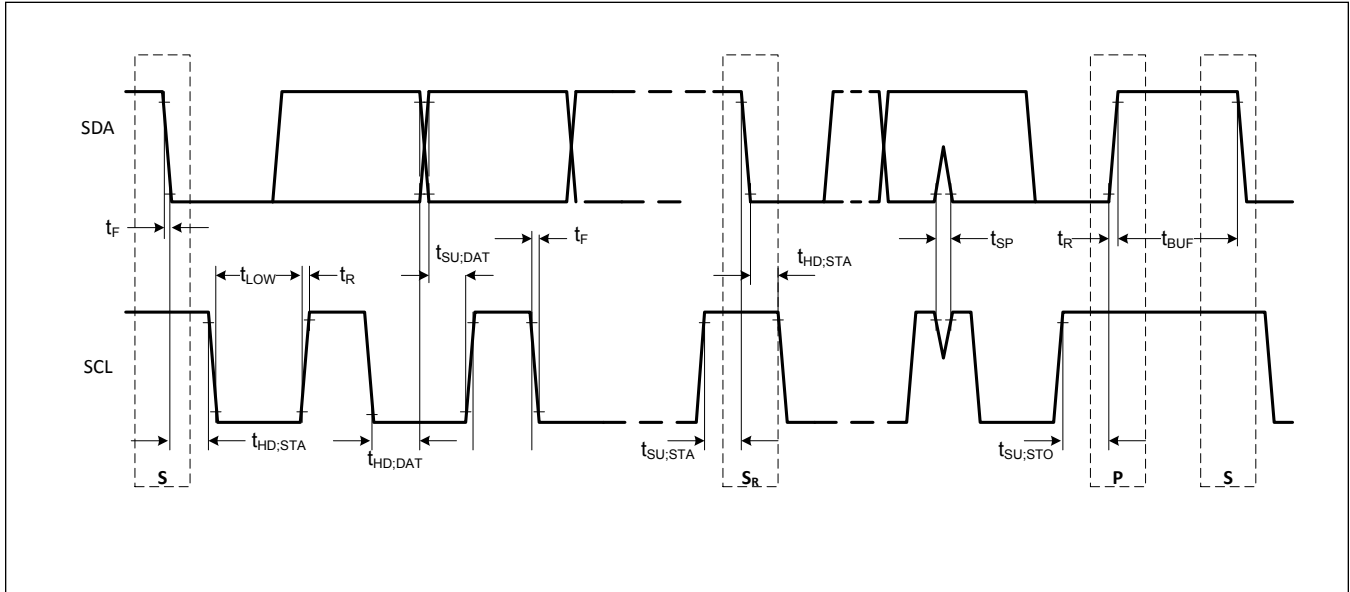 SDA
t_F
t_SU;DAT
t_F
t_SP
t_R
t_BUF
t_LOW
t_R
t_HD;STA
SCL
t_HD;STA
t_HD;DAT
t_SU;STA
t_SU;STO
S
S_R
P
S